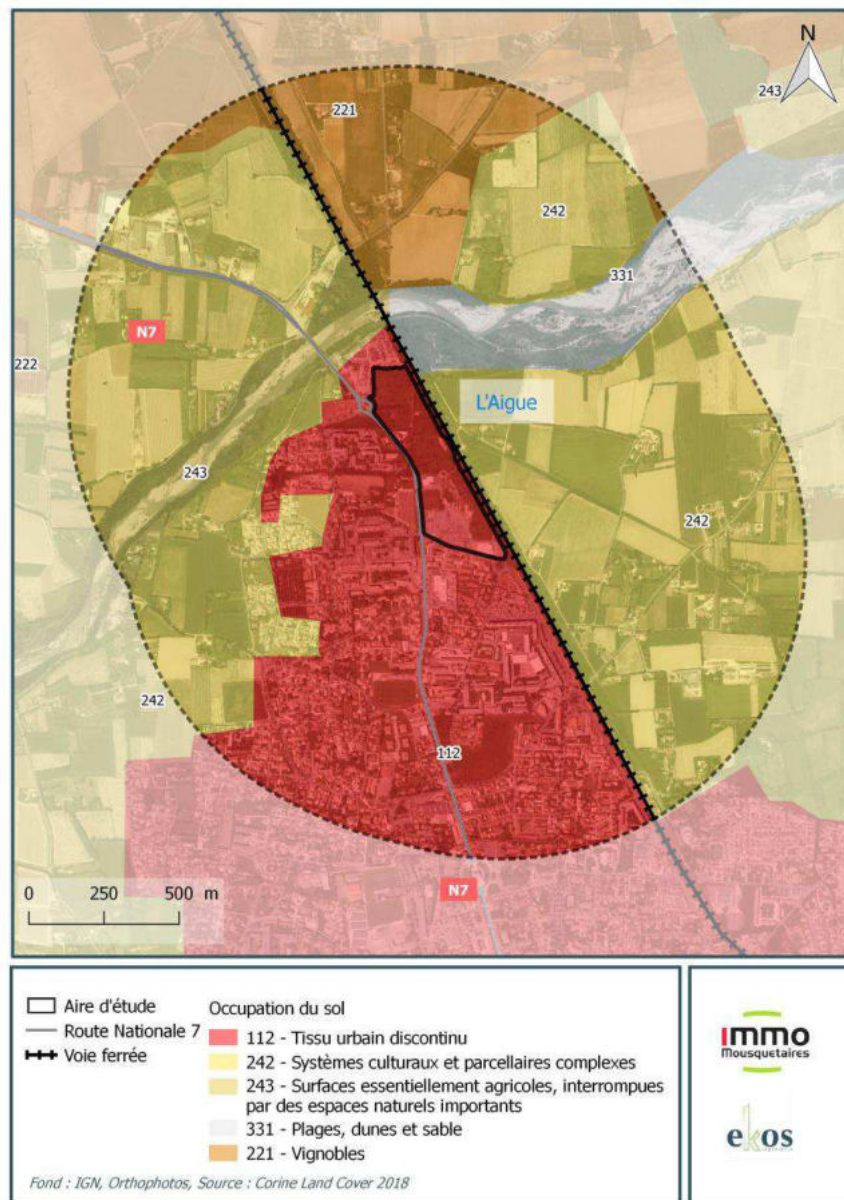 N
243
221
242
331
N7
222
L'Aigue
243
242
242
112
0 250 500 m
N7
Aire d'étude
Route Nationale 7
Voie ferrée
Occupation du sol
112 - Tissu urbain discontinu
242 - Systèmes culturaux et parcellaires complexes
243 - Surfaces essentiellement agricoles, interrompues
par des espaces naturels importants
331 - Plages, dunes et sable
221 - Vignobles
Fond : IGN, Orthophotos, Source : Corine Land Cover 2018
IMMO
Mousquetaires
ekos